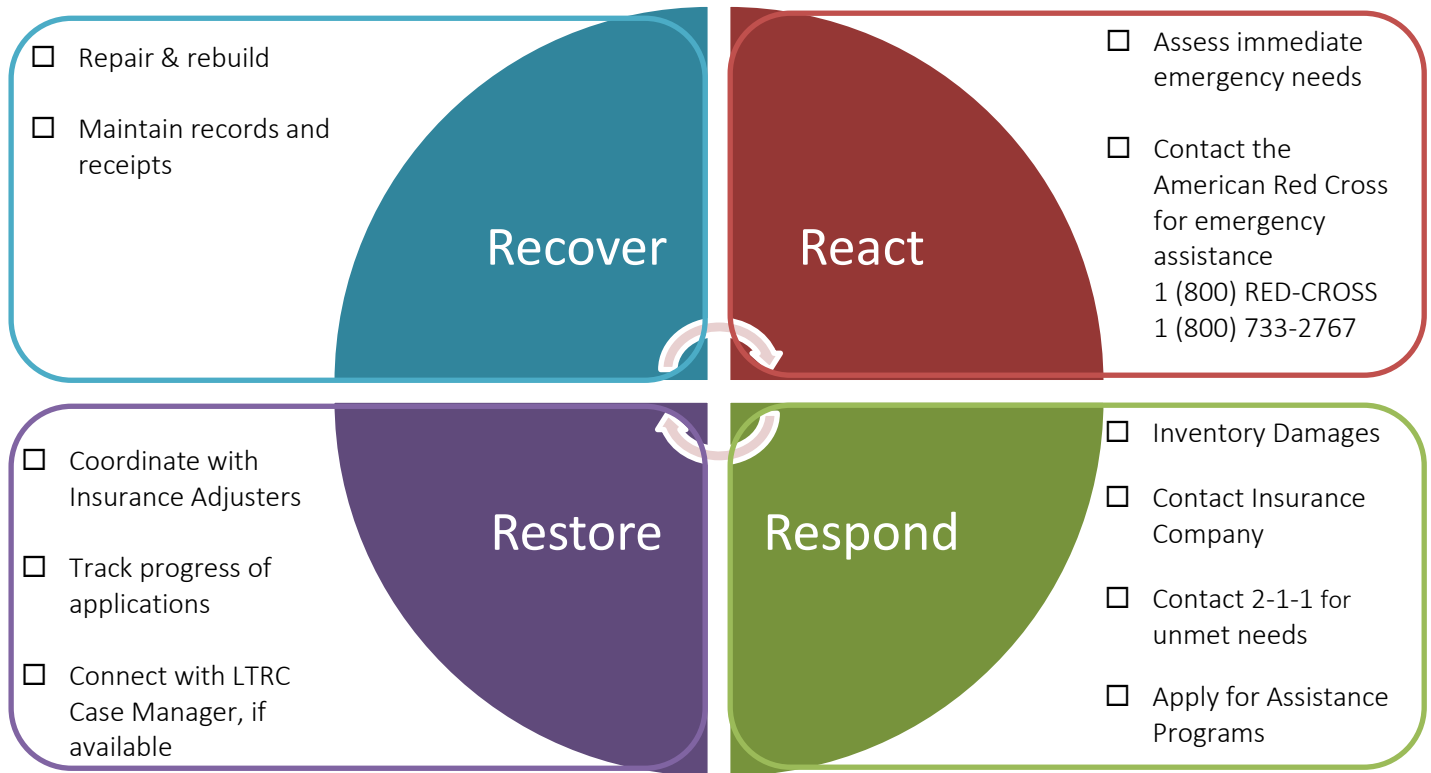 ☐ Repair & rebuild
☐ Maintain records and
receipts
Recover
React
☐ Assess immediate
emergency needs
☐ Contact the
American Red Cross
for emergency
assistance
1 (800) RED-CROSS
1 (800) 733-2767
☐ Coordinate with
Insurance Adjusters
☐ Track progress of
applications
☐ Connect with LTRC
Case Manager, if
available
Restore
Respond
☐ Inventory Damages
☐ Contact Insurance
Company
☐ Contact 2-1-1 for
unmet needs
☐ Apply for Assistance
Programs